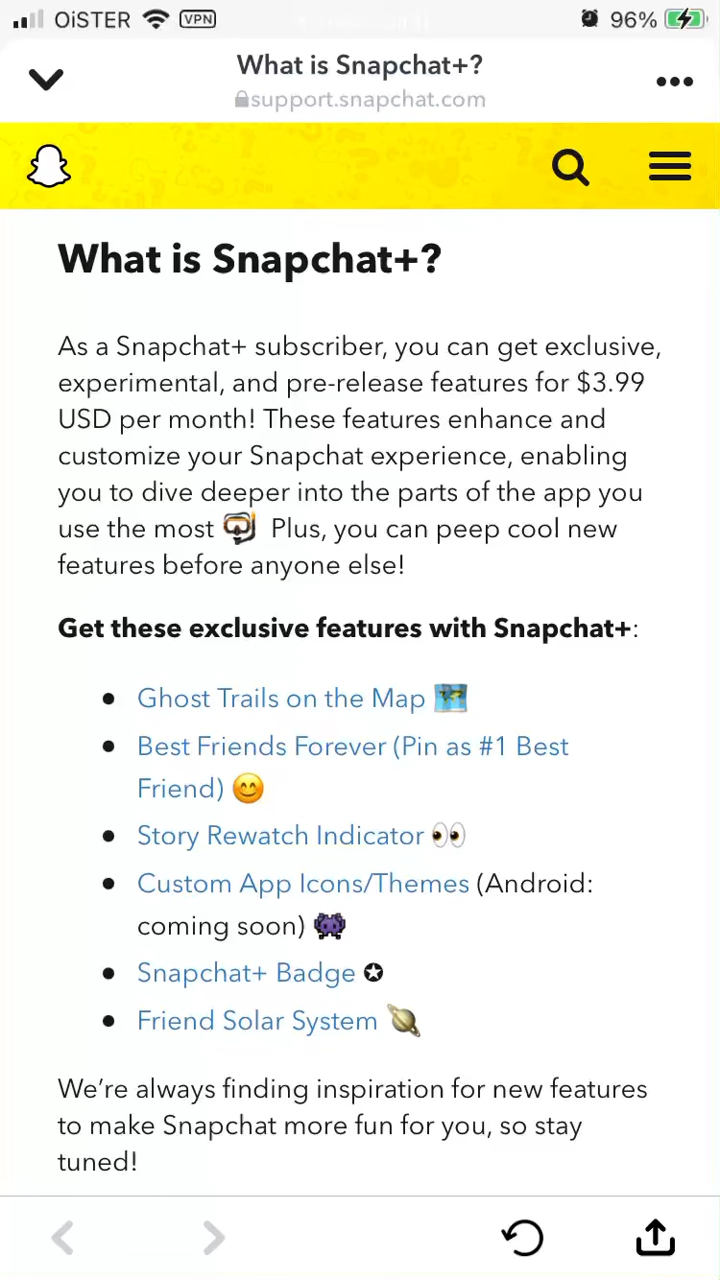 OiSTER VPN 96%
What is Snapchat+?
support.snapchat.com
What is Snapchat+?
As a Snapchat+ subscriber, you can get exclusive,
experimental, and pre-release features for $3.99
USD per month! These features enhance and
customize your Snapchat experience, enabling
you to dive deeper into the parts of the app you
use the most 🤿 Plus, you can peep cool new
features before anyone else!
Get these exclusive features with Snapchat+:
• Ghost Trails on the Map 🗺️
• Best Friends Forever (Pin as #1 Best
Friend) 😊
• Story Rewatch Indicator 👀
• Custom App Icons/Themes (Android:
coming soon) 👾
• Snapchat+ Badge ✪
• Friend Solar System 🪐
We’re always finding inspiration for new features
to make Snapchat more fun for you, so stay
tuned!